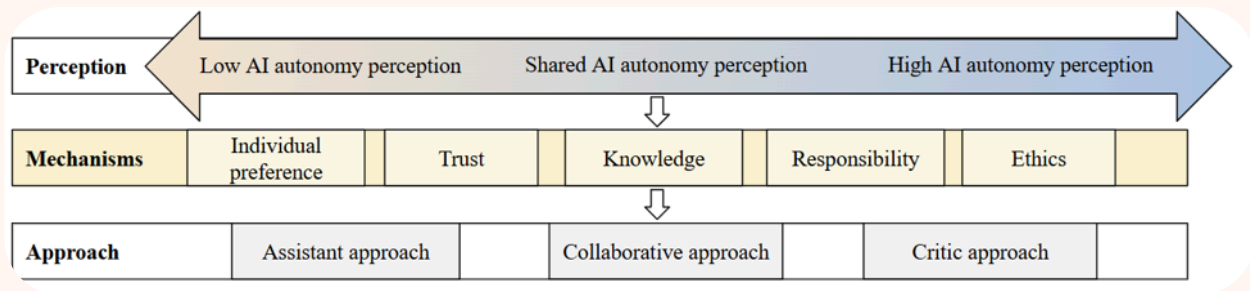 Perception
Low AI autonomy perception
Shared AI autonomy perception
High AI autonomy perception
Mechanisms
Individual
preference
Trust
Knowledge
Responsibility
Ethics
Approach
Assistant approach
Collaborative approach
Critic approach